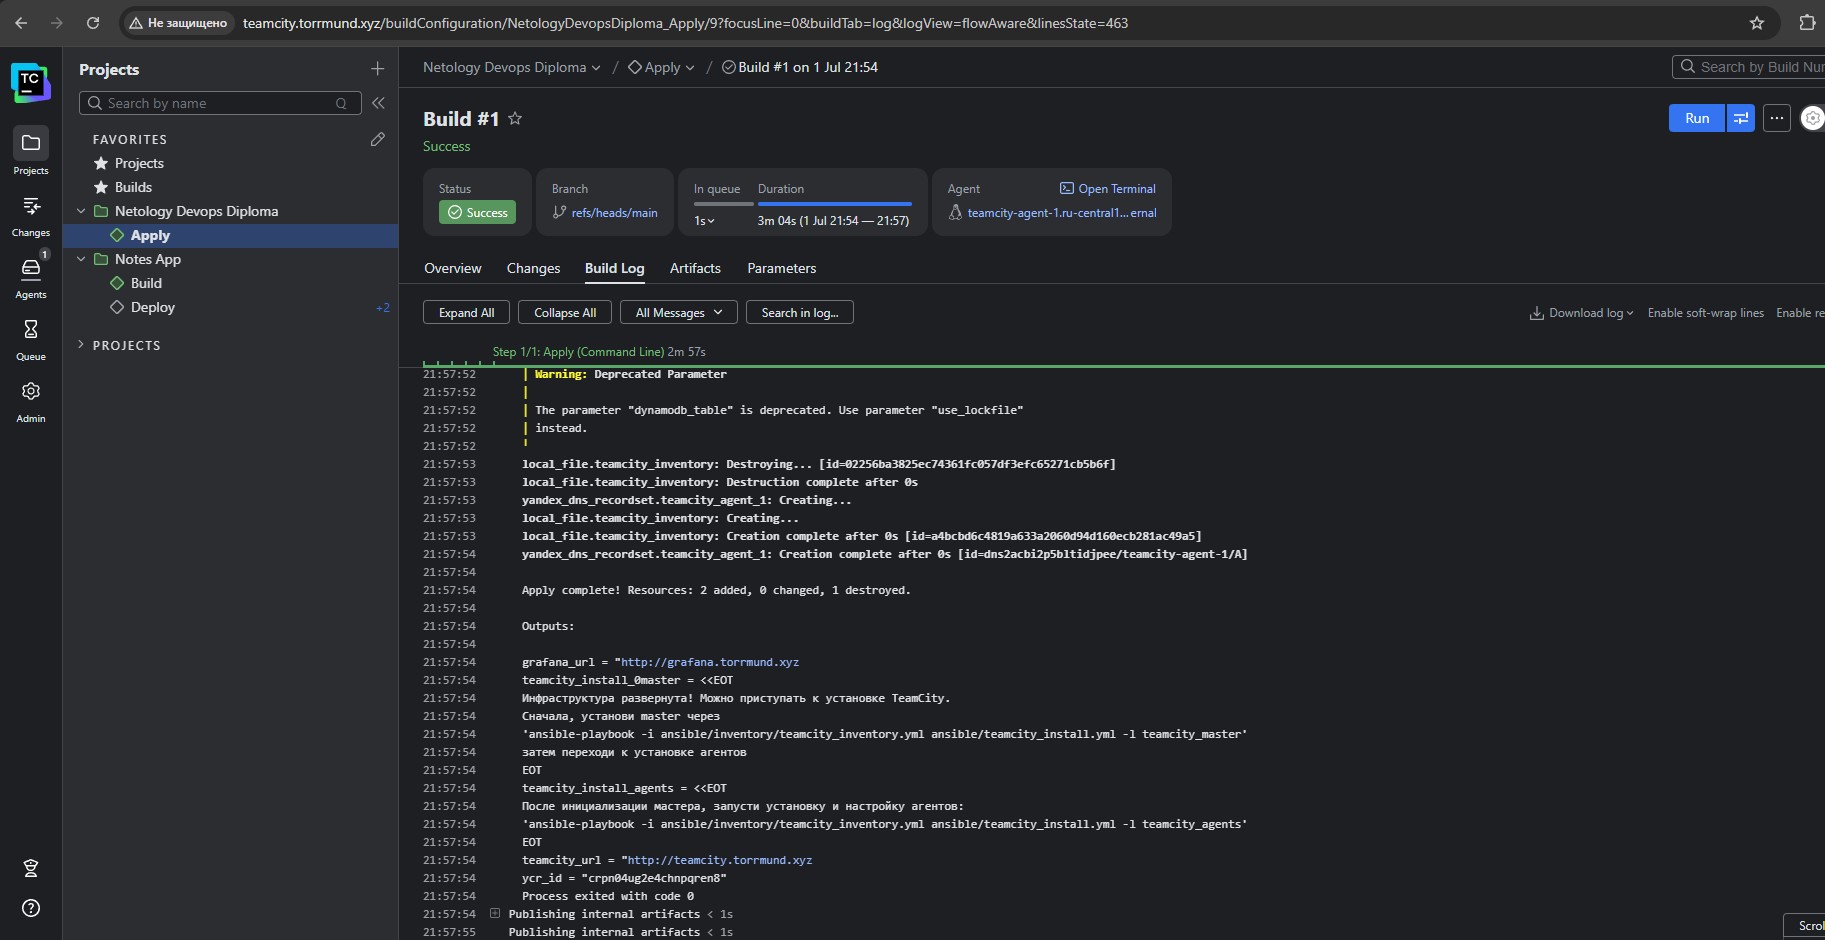 Не защищено
teamcity.torrmund.xyz/buildConfiguration/NetologyDevopsDiploma_Apply/9?focusLine=0&buildTab=log&logView=flowAware&linesState=463
TC
Projects
Changes
1
Agents
Queue
Admin
Projects
Search by name
Q
FAVORITES
Projects
Builds
Netology Devops Diploma
Apply
Notes App
Build
Deploy
+2
PROJECTS
Netology Devops Diploma / Apply / Build #1 on 1 Jul 21:54
Search by Build Nur
Build #1
Run
Success
Status
Success
Branch
refs/heads/main
In queue
1s
Duration
3m 04s (1 Jul 21:54 — 21:57)
Agent
Open Terminal
teamcity-agent-1.ru-central1... ernal
Overview Changes Build Log Artifacts Parameters
Expand All Collapse All All Messages Search in log...
Download log Enable soft-wrap lines Enable re
Step 1/1: Apply (Command Line) 2m 57s
21:57:52 Warning: Deprecated Parameter
21:57:52
21:57:52 The parameter "dynamodb_table" is deprecated. Use parameter "use_lockfile"
21:57:52 instead.
21:57:52
21:57:53 local_file.teamcity_inventory: Destroying... [id=02256ba3825ec74361fc057df3efc65271cb5b6f]
21:57:53 local_file.teamcity_inventory: Destruction complete after 0s
21:57:53 yandex_dns_recordset.teamcity_agent_1: Creating...
21:57:53 local_file.teamcity_inventory: Creating...
21:57:53 local_file.teamcity_inventory: Creation complete after 0s [id=a4bcbd6c4819a633a2060d94d160ecb281ac49a5]
21:57:54 yandex_dns_recordset.teamcity_agent_1: Creation complete after 0s [id=dns2acbi2p5bltidjpee/teamcity-agent-1/A]
21:57:54
21:57:54 Apply complete! Resources: 2 added, 0 changed, 1 destroyed.
21:57:54
21:57:54 Outputs:
21:57:54
21:57:54 grafana_url = "http://grafana.torrmund.xyz
21:57:54 teamcity_install_0master = <<EOT
21:57:54 Инфраструктура развернута! Можно приступать к установке TeamCity.
21:57:54 Сначала, установи master через
21:57:54 'ansible-playbook -i ansible/inventory/teamcity_inventory.yml ansible/teamcity_install.yml -l teamcity_master'
21:57:54 затем переходи к установке агентов
21:57:54 EOT
21:57:54 teamcity_install_agents = <<EOT
21:57:54 После инициализации мастера, запусти установку и настройку агентов:
21:57:54 'ansible-playbook -i ansible/inventory/teamcity_inventory.yml ansible/teamcity_install.yml -l teamcity_agents'
21:57:54 EOT
21:57:54 teamcity_url = "http://teamcity.torrmund.xyz
21:57:54 ycr_id = "crpn04ug2e4chnpqren8"
21:57:54 Process exited with code 0
21:57:54 Publishing internal artifacts < 1s
21:57:55 Publishing internal artifacts < 1s
Scrol